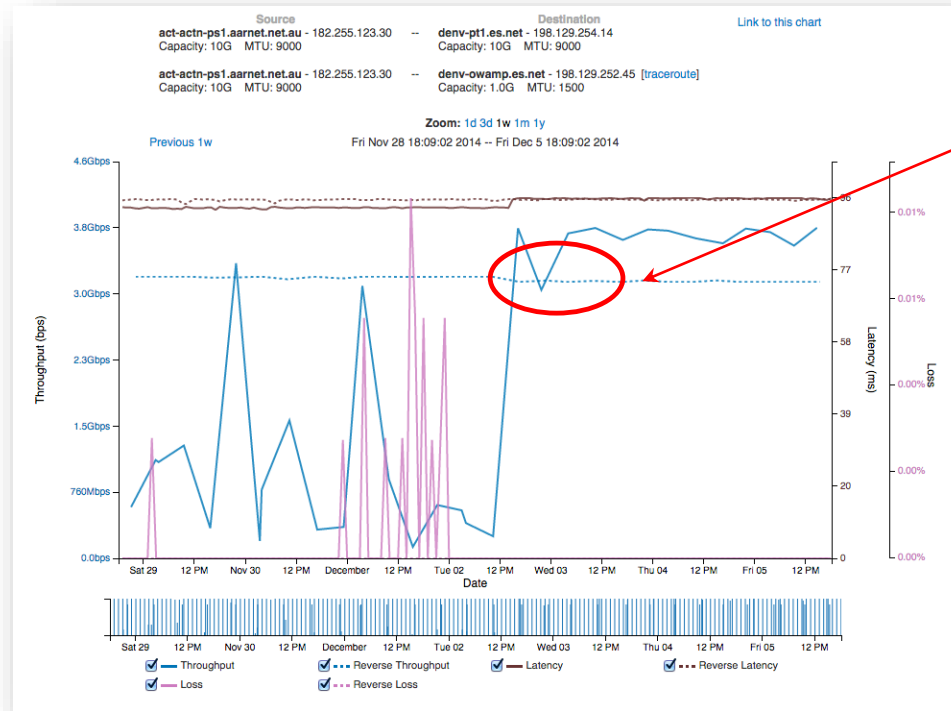 Source Destination Link to this chart
act-actn-ps1.aarnet.net.au - 182.255.123.30 -- denv-pt1.es.net - 198.129.254.14
Capacity: 10G MTU: 9000 Capacity: 10G MTU: 9000
act-actn-ps1.aarnet.net.au - 182.255.123.30 -- denv-owamp.es.net - 198.129.252.45 [traceroute]
Capacity: 10G MTU: 9000 Capacity: 1.0G MTU: 1500
Zoom: 1d 3d 1w 1m 1y
Previous 1w Fri Nov 28 18:09:02 2014 -- Fri Dec 5 18:09:02 2014
4.6Gbps
3.8Gbps
3.0Gbps
2.3Gbps
1.5Gbps
760Mbps
0.0bps
Throughput (bps)
96
77
58
39
20
0
Latency (ms)
0.01%
0.01%
0.00%
0.00%
0.00%
Loss
Sat 29 12 PM Nov 30 12 PM December 12 PM Tue 02 12 PM Wed 03 12 PM Thu 04 12 PM Fri 05 12 PM
Date
Sat 29 12 PM Nov 30 12 PM December 12 PM Tue 02 12 PM Wed 03 12 PM Thu 04 12 PM Fri 05 12 PM
Throughput Reverse Throughput Latency Reverse Latency
Loss Reverse Loss